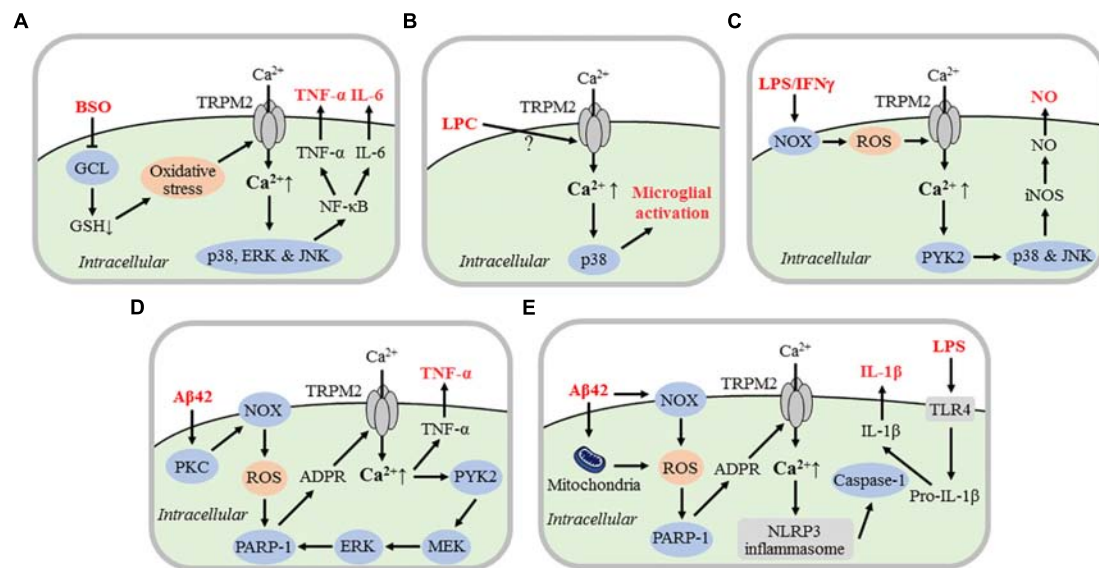 A
Ca²⁺
BSO
TRPM2
TNF-α IL-6
GCL
TNF-α
IL-6
Oxidative
stress
Ca²⁺↑
GSH↓
NF-κB
Intracellular
p38, ERK & JNK
B
Ca²⁺
TRPM2
LPC
?
Ca²⁺↑
Microglial
activation
Intracellular
p38
C
LPS/IFNγ
Ca²⁺
TRPM2
NO
NOX
ROS
NO
Ca²⁺↑
iNOS
Intracellular
PYK2
p38 & JNK
D
Ca²⁺
TRPM2
TNF-α
Aβ42
NOX
TNF-α
PKC
ROS
ADPR
Ca²⁺↑
PYK2
Intracellular
PARP-1
ERK
MEK
E
Ca²⁺
LPS
TRPM2
IL-1β
Aβ42
NOX
TLR4
IL-1β
ROS
ADPR
Ca²⁺↑
Mitochondria
Caspase-1
Pro-IL-1β
Intracellular
PARP-1
NLRP3
inflammasome